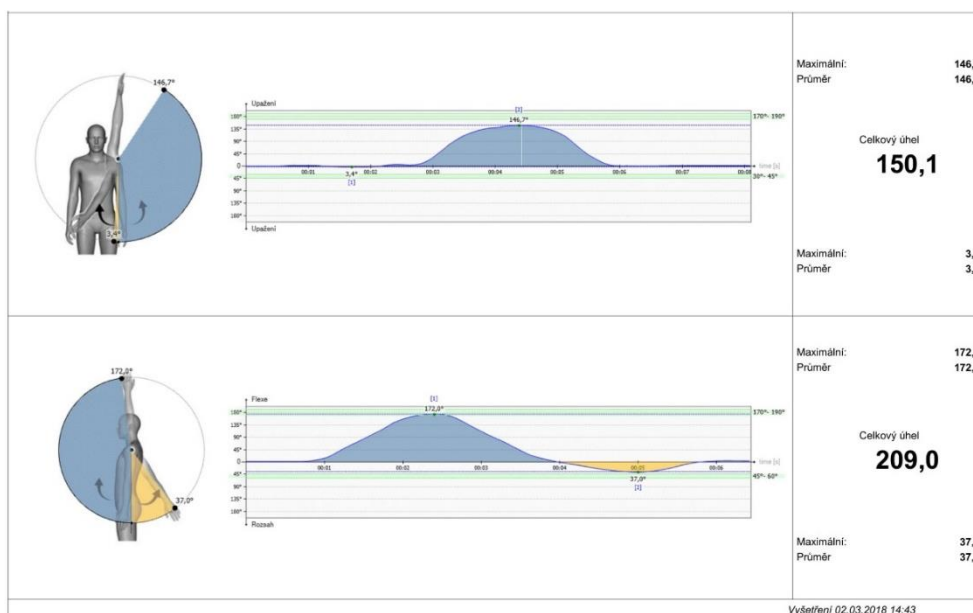 146,7°
3,4°
Upažení
[3]
180°
135°
90°
45°
0
45°
90°
135°
180°
146,7°
3,4°
[1]
00:01
00:02
00:03
00:04
00:05
00:06
00:07
00:08
time [s]
170°- 190°
30°- 45°
Upažení
Maximální: 146,
Průměr 146,
Celkový úhel
150,1
Maximální: 3,
Průměr 3,
172,0°
37,0°
Flexe
[1]
180°
135°
90°
45°
0
45°
90°
135°
180°
172,0°
37,0°
[1]
00:01
00:02
00:03
00:04
00:05
00:06
time [s]
170°- 190°
45°- 60°
Rozsah
Maximální: 172,
Průměr 172,
Celkový úhel
209,0
Maximální: 37,
Průměr 37,
Vyšetření 02.03.2018 14:43